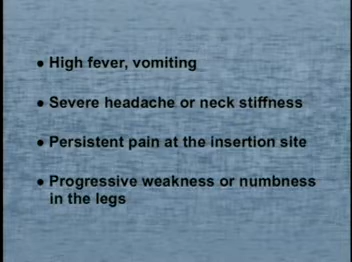 ● High fever, vomiting
● Severe headache or neck stiffness
● Persistent pain at the insertion site
● Progressive weakness or numbness
in the legs